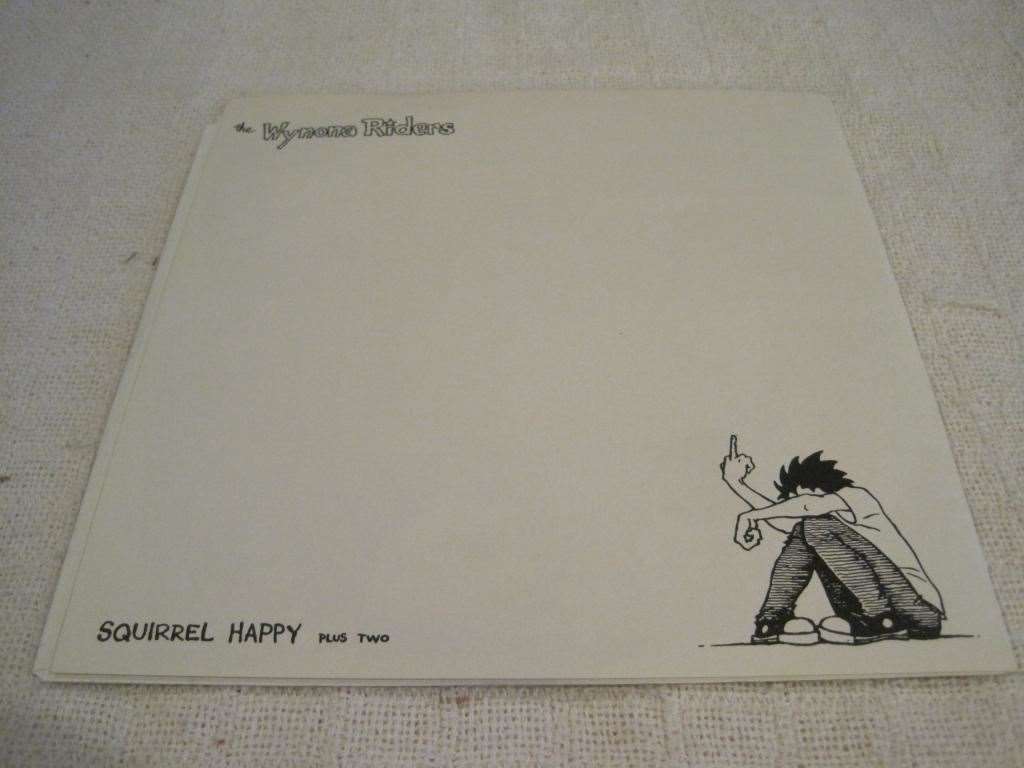 the Wynona Riders
SQUIRREL HAPPY PLUS TWO